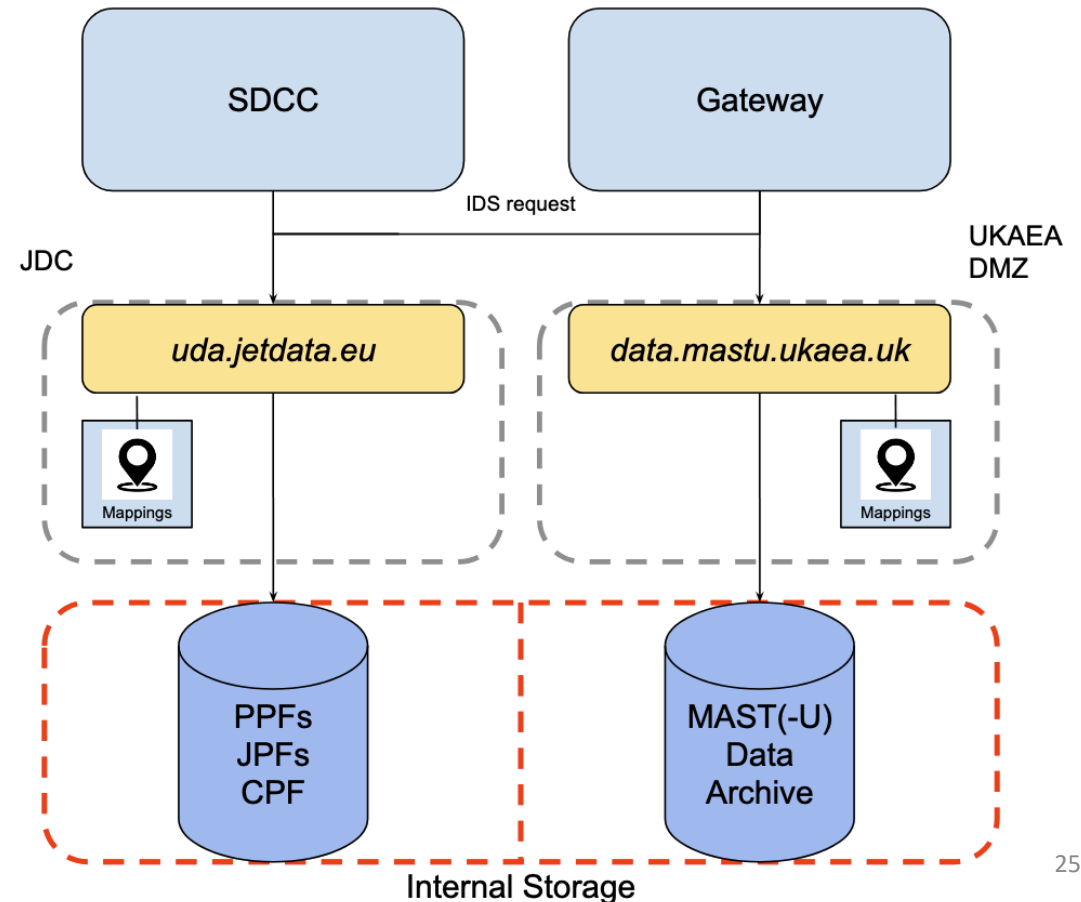 SDCC
Gateway
IDS request
JDC
UKAEA
DMZ
uda.jetdata.eu
data.mastu.ukaea.uk
Mappings
Mappings
PPFs
JPFs
CPF
MAST(-U)
Data
Archive
Internal Storage
25